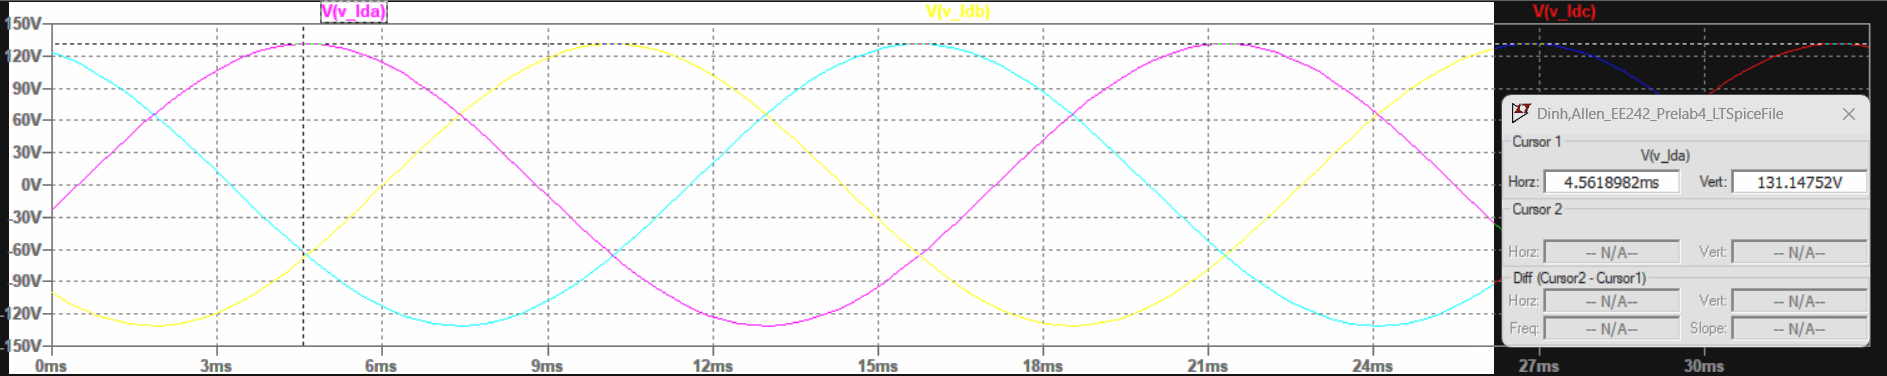 V(v_lda) V(v_ldb) V(v_ldc)
150V
120V
90V
60V
30V
0V
-30V
-60V
-90V
-120V
-150V
0ms 3ms 6ms 9ms 12ms 15ms 18ms 21ms 24ms 27ms 30ms
Dinh,Allen_EE242_Prelab4_LTSpiceFile
Cursor 1
V(v_lda)
Horz: 4.5618982ms Vert: 131.14752V
Cursor 2
Horz: -- N/A-- Vert: -- N/A--
Diff (Cursor2 - Cursor1)
Horz: -- N/A-- Vert: -- N/A--
Freq: -- N/A-- Slope: -- N/A--